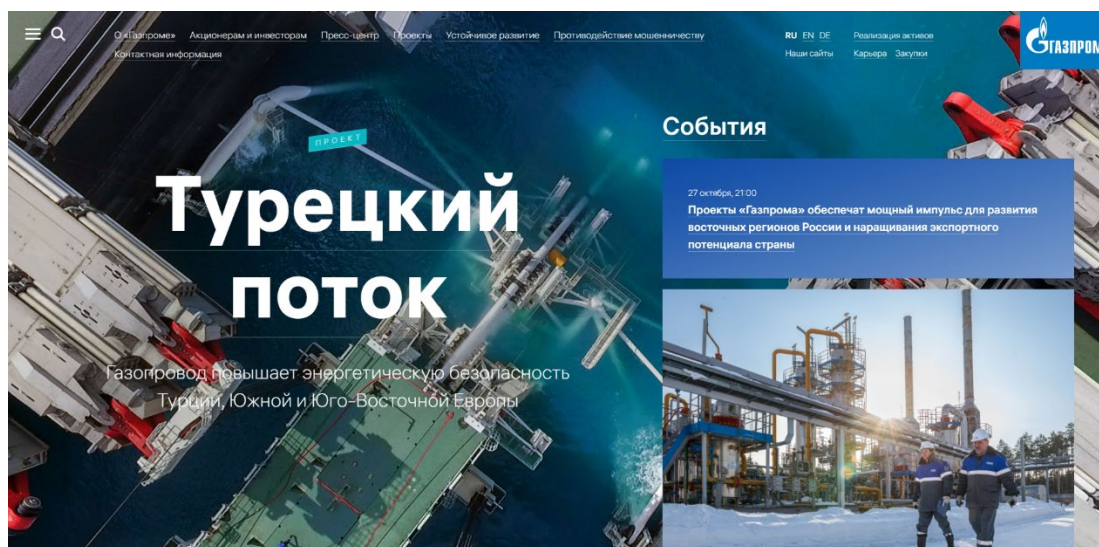 О «Газпроме» Акционерам и инвесторам Пресс-центр Проекты Устойчивое развитие Противодействие мошенничеству
Контактная информация
RU EN DE Реализация активов
Наши сайты Карьера Закупки
ГАЗПРОМ
ПРОЕКТ
Турецкий
поток
Газопровод повышает энергетическую безопасность
Турции, Южной и Юго-Восточной Европы
События
27 октября, 21:00
Проекты «Газпрома» обеспечат мощный импульс для развития
восточных регионов России и наращивания экспортного
потенциала страны